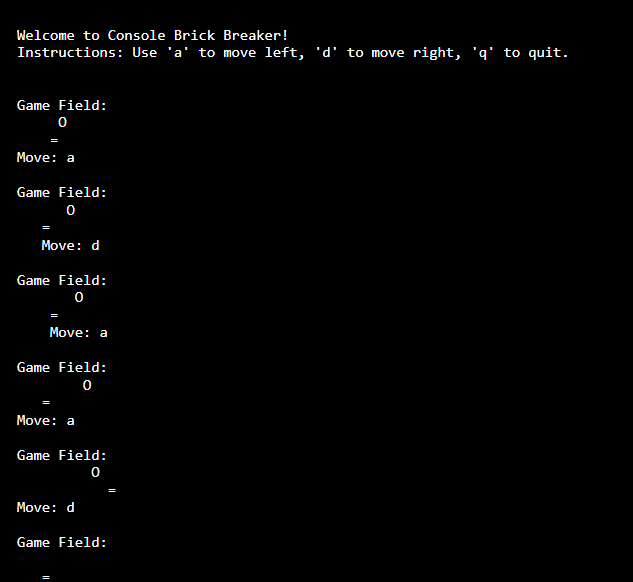 Welcome to Console Brick Breaker!
Instructions: Use 'a' to move left, 'd' to move right, 'q' to quit.
Game Field:
     O
    =
Move: a
Game Field:
      O
   =
   Move: d
Game Field:
       O
    =
    Move: a
Game Field:
        O
   =
Move: a
Game Field:
         O
           =
Move: d
Game Field:
   =